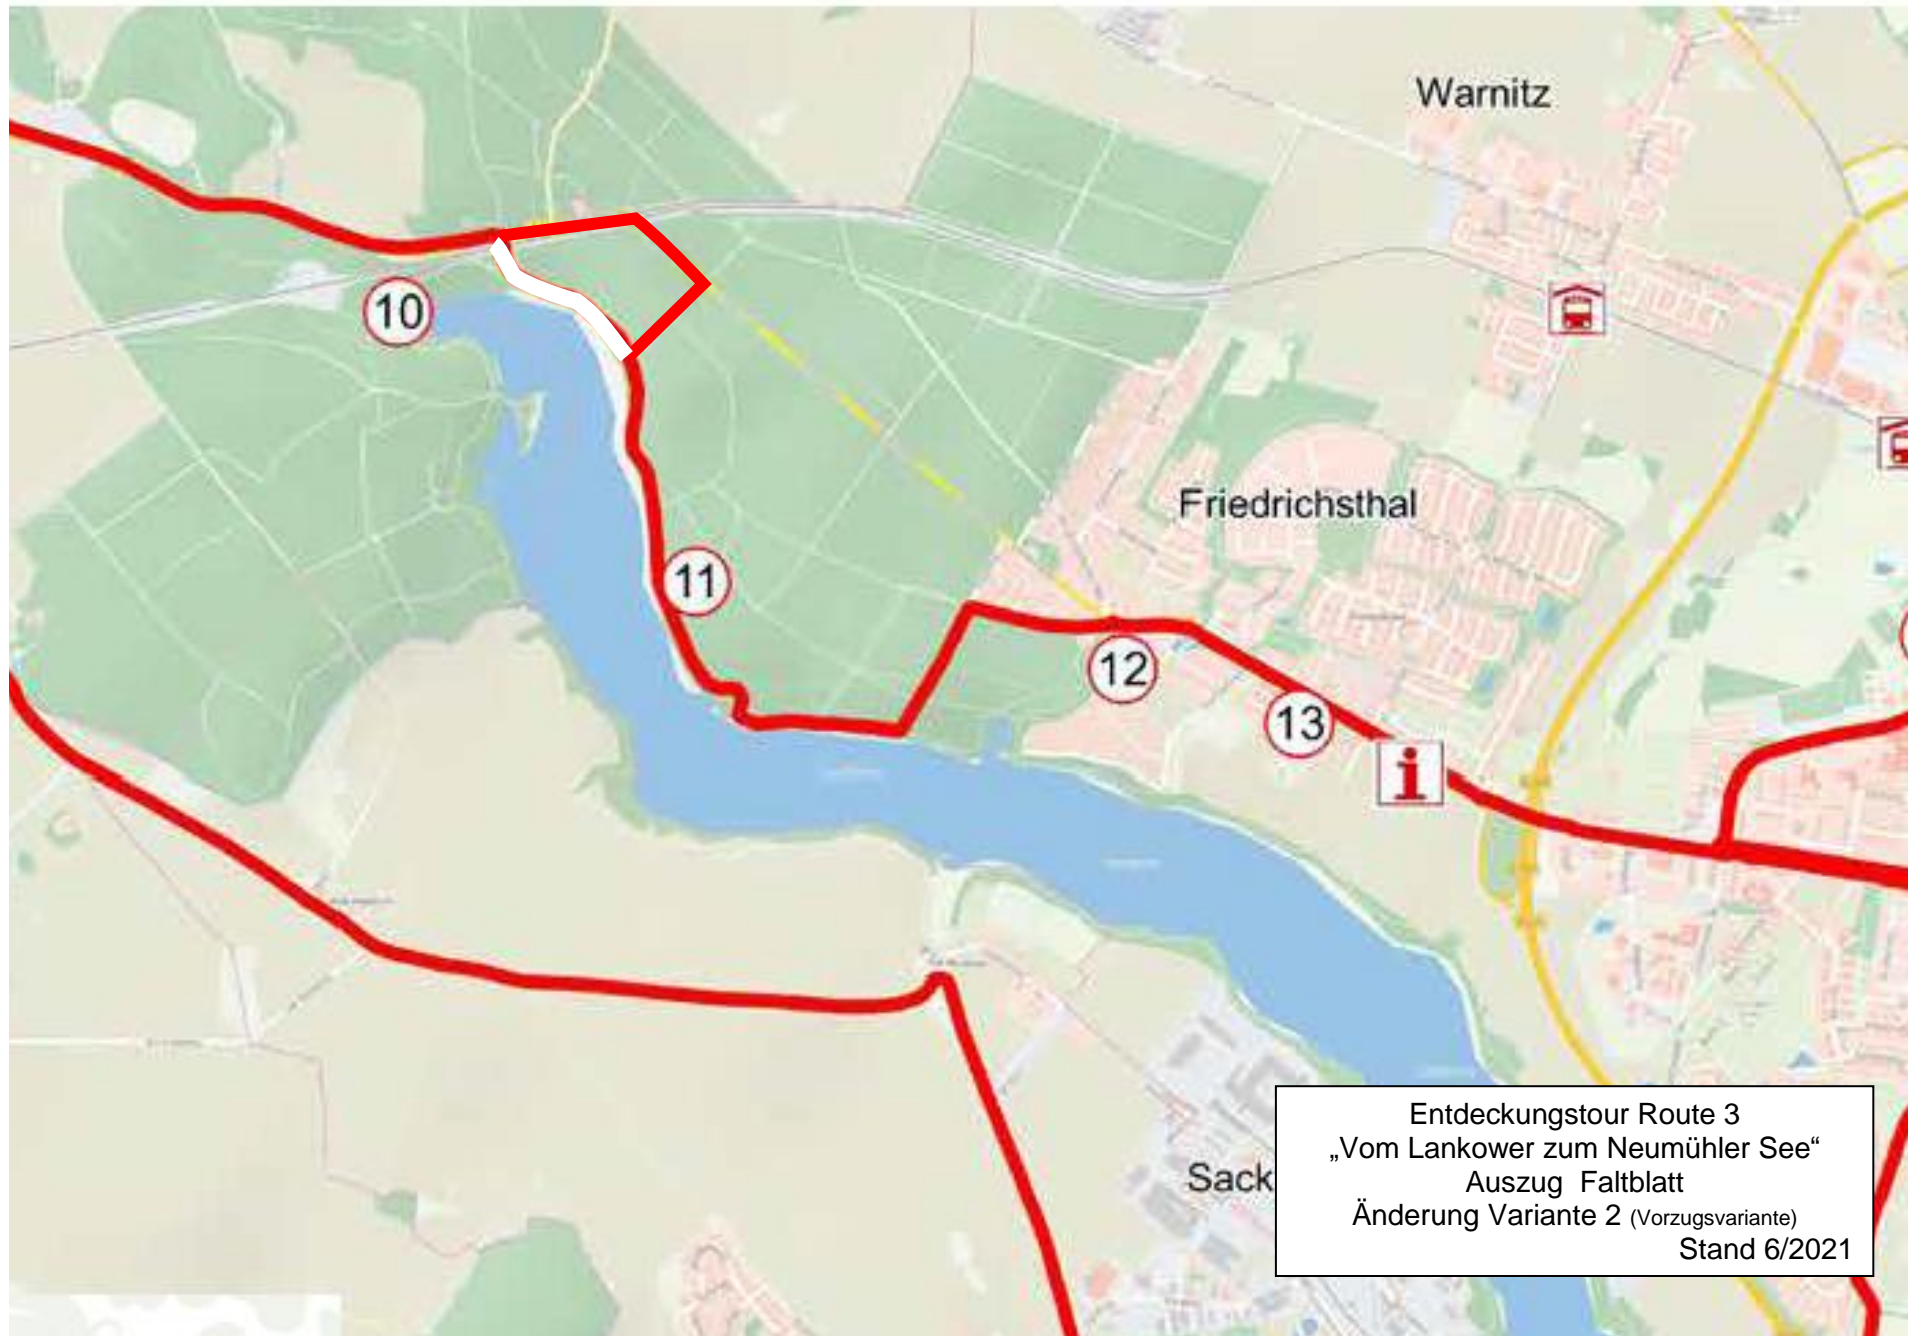 Warnitz
10
Friedrichsthal
11
12
13
i
Sack
Entdeckungstour Route 3
„Vom Lankower zum Neumühler See“
Auszug Faltblatt
Änderung Variante 2 (Vorzugsvariante)
Stand 6/2021